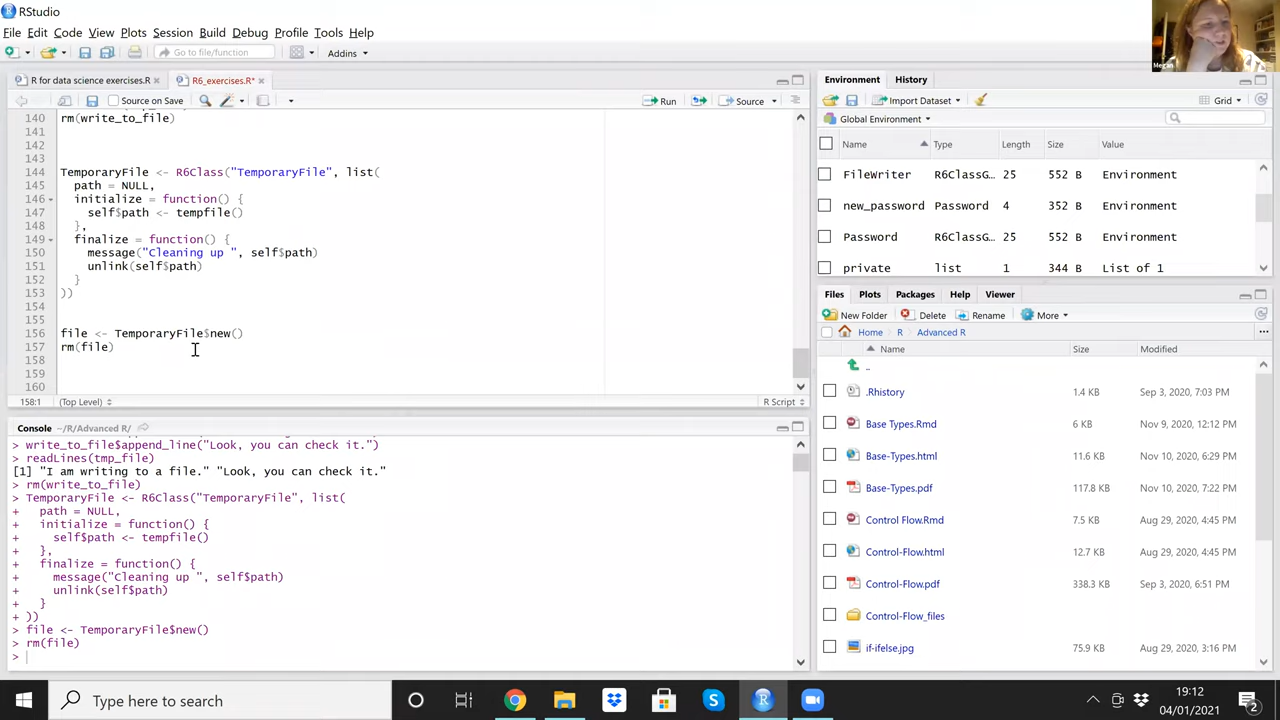 RStudio
File Edit Code View Plots Session Build Debug Profile Tools Help
Go to file/function
Addins
R for data science exercises.R
R6_exercises.R*
Source on Save
Run
Source
140 rm(write_to_file)
141
142
143
144 TemporaryFile <- R6Class("TemporaryFile", list(
145 path = NULL,
146 initialize = function() {
147 self$path <- tempfile()
148 },
149 finalize = function() {
150 message("Cleaning up ", self$path)
151 unlink(self$path)
152 }
153 ))
154
155
156 file <- TemporaryFile$new()
157 rm(file)
158
159
160
158:1 (Top Level) R Script
Console ~/R/Advanced R/
> write_to_file$append_line("Look, you can check it.")
> readLines(tmp_file)
[1] "I am writing to a file." "Look, you can check it."
> rm(write_to_file)
> TemporaryFile <- R6Class("TemporaryFile", list(
+ path = NULL,
+ initialize = function() {
+ self$path <- tempfile()
+ },
+ finalize = function() {
+ message("Cleaning up ", self$path)
+ unlink(self$path)
+ }
+ ))
> file <- TemporaryFile$new()
> rm(file)
>
Megan
Environment History
Import Dataset Grid
Global Environment
Name Type Length Size Value
FileWriter R6ClassG… 25 552 B Environment
new_password Password 4 352 B Environment
Password R6ClassG… 25 552 B Environment
private list 1 344 B List of 1
Files Plots Packages Help Viewer
New Folder Delete Rename More
Home R Advanced R
Name Size Modified
..
.Rhistory 1.4 KB Sep 3, 2020, 7:03 PM
Base Types.Rmd 6 KB Nov 9, 2020, 12:12 PM
Base-Types.html 11.6 KB Nov 10, 2020, 6:29 PM
Base-Types.pdf 117.8 KB Nov 10, 2020, 7:22 PM
Control Flow.Rmd 7.5 KB Aug 29, 2020, 4:45 PM
Control-Flow.html 12.7 KB Aug 29, 2020, 4:45 PM
Control-Flow.pdf 338.3 KB Sep 3, 2020, 6:51 PM
Control-Flow_files
if-ifelse.jpg 75.9 KB Aug 29, 2020, 3:16 PM
Type here to search
19:12
04/01/2021
2